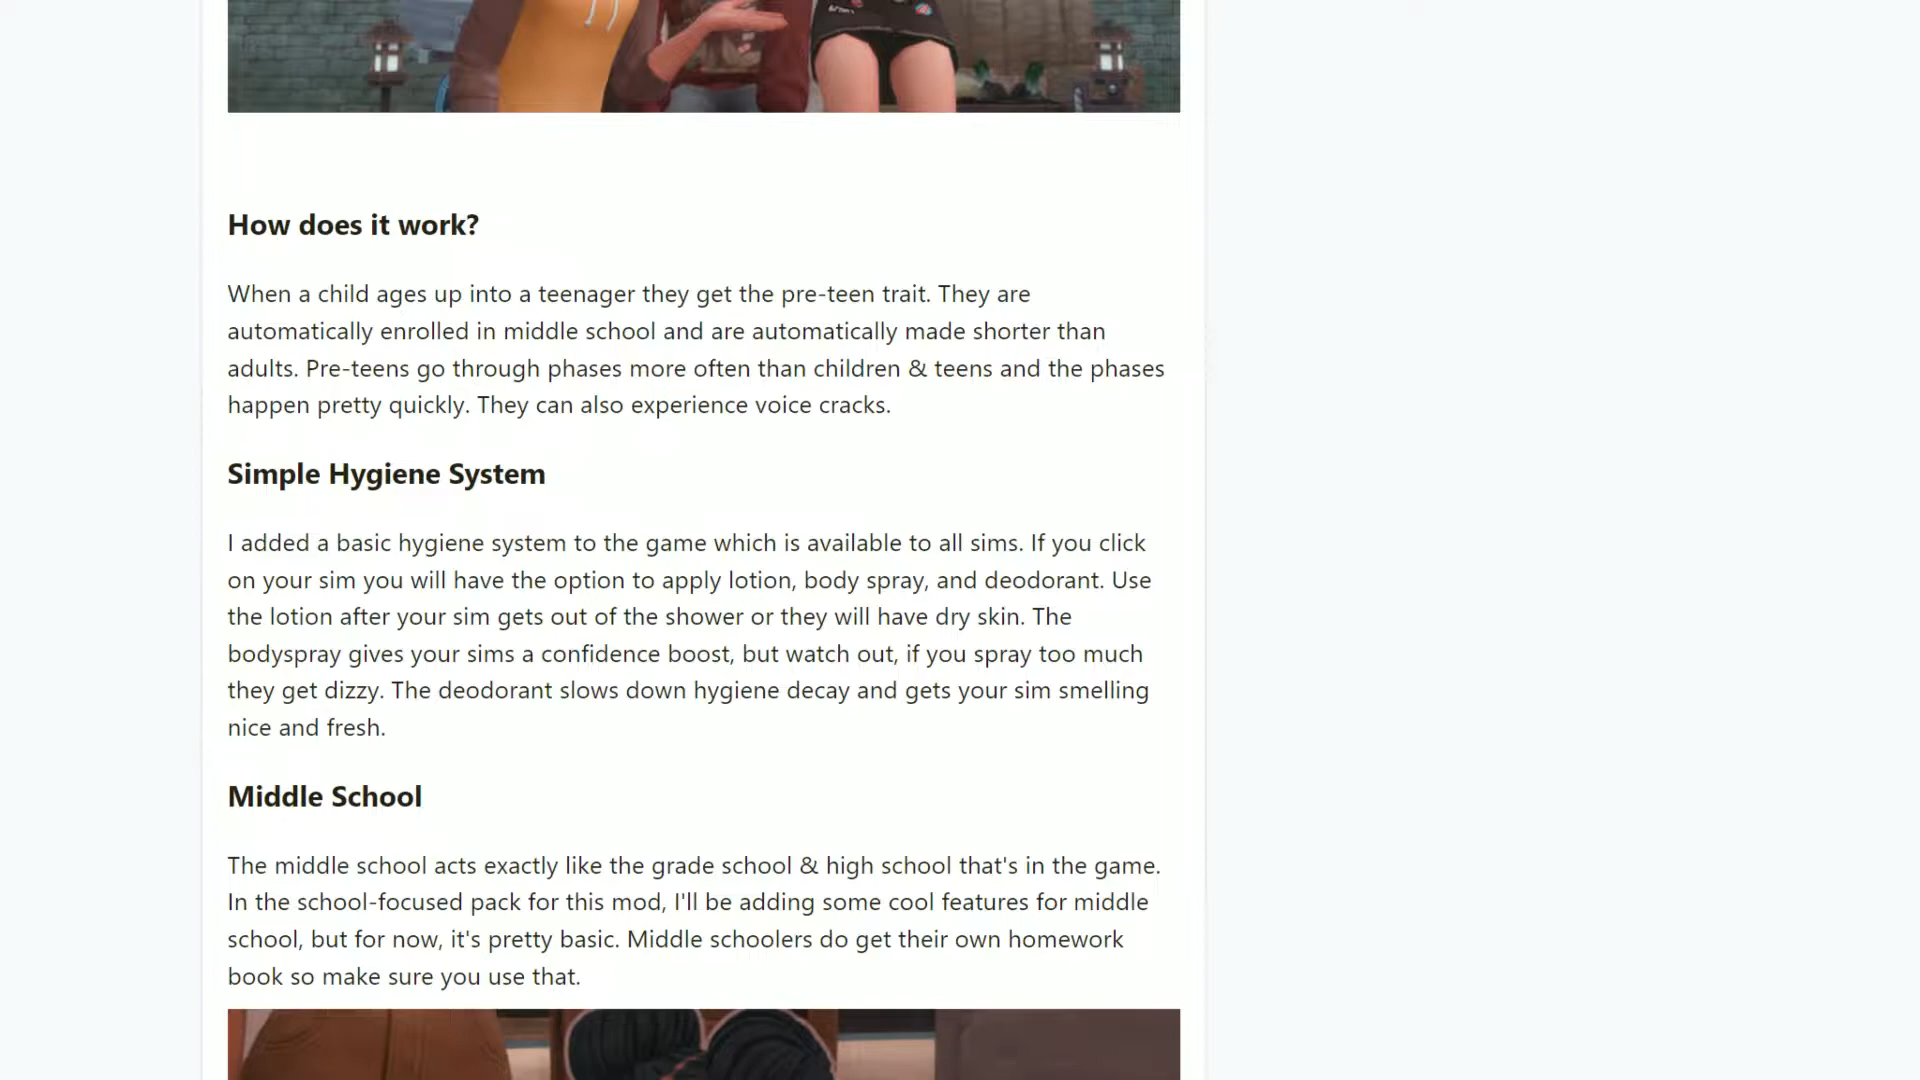 How does it work?
When a child ages up into a teenager they get the pre-teen trait. They are
automatically enrolled in middle school and are automatically made shorter than
adults. Pre-teens go through phases more often than children & teens and the phases
happen pretty quickly. They can also experience voice cracks.
Simple Hygiene System
I added a basic hygiene system to the game which is available to all sims. If you click
on your sim you will have the option to apply lotion, body spray, and deodorant. Use
the lotion after your sim gets out of the shower or they will have dry skin. The
bodyspray gives your sims a confidence boost, but watch out, if you spray too much
they get dizzy. The deodorant slows down hygiene decay and gets your sim smelling
nice and fresh.
Middle School
The middle school acts exactly like the grade school & high school that's in the game.
In the school-focused pack for this mod, I'll be adding some cool features for middle
school, but for now, it's pretty basic. Middle schoolers do get their own homework
book so make sure you use that.